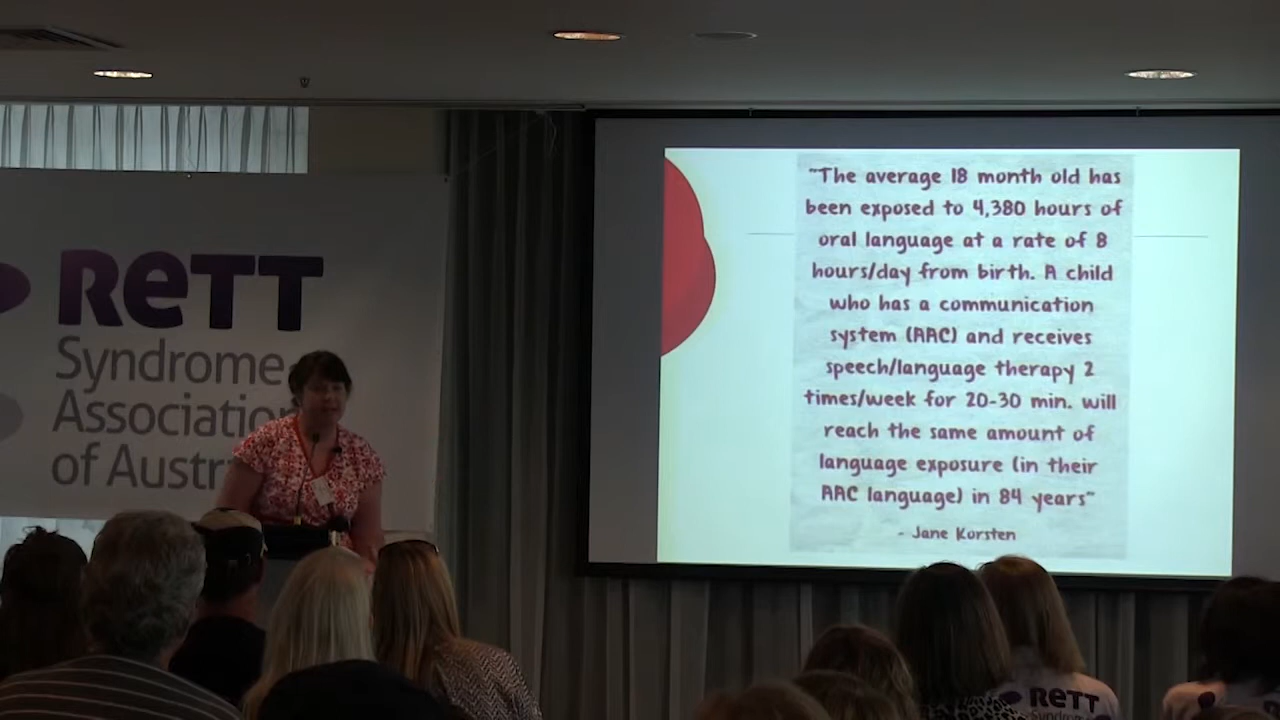 ReTT
Syndrome
Association
of Austr
"The average 18 month old has
been exposed to 4,380 hours of
oral language at a rate of 8
hours/day from birth. A child
who has a communication
system (AAC) and receives
speech/language therapy 2
times/week for 20-30 min. will
reach the same amount of
language exposure (in their
AAC language) in 84 years"
- Jane Korsten
ReTT
Syndrome